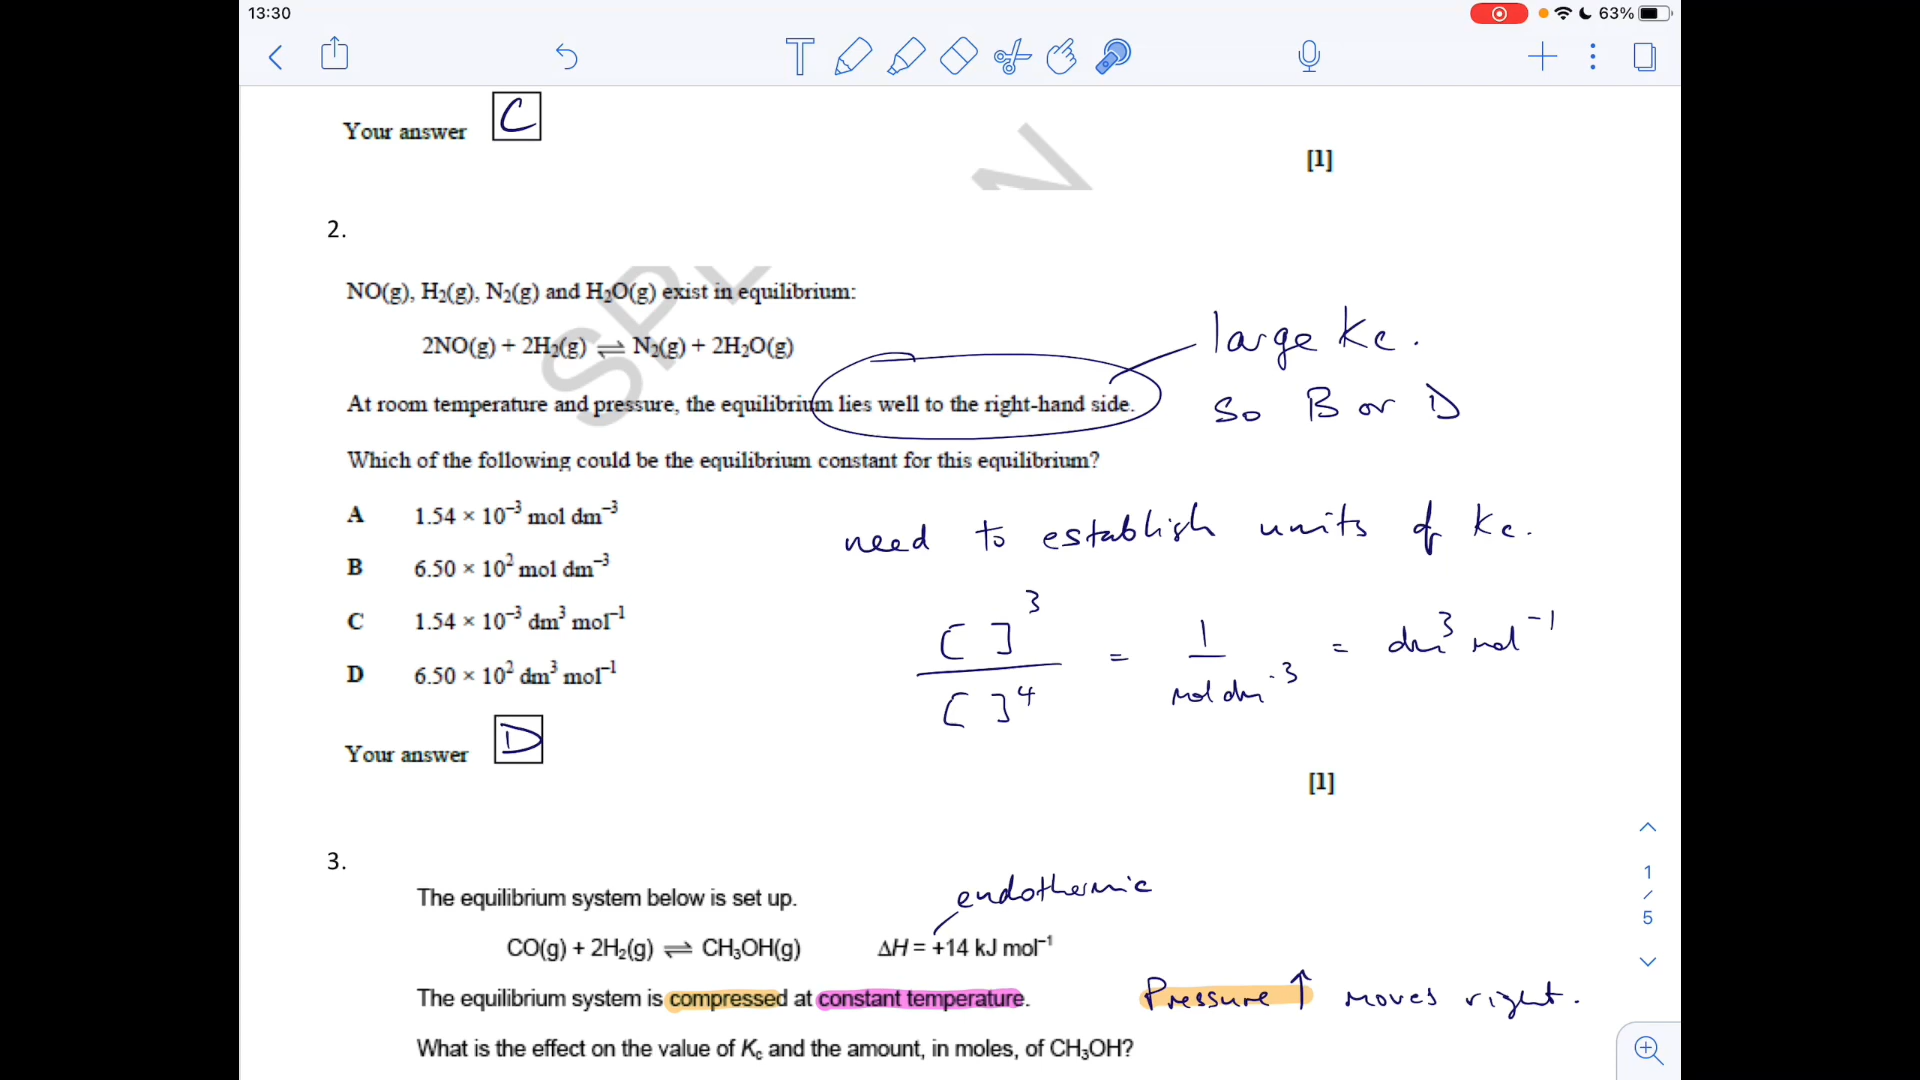 13:30
63%
Your answer C
[1]
2.
NO(g), H₂(g), N₂(g) and H₂O(g) exist in equilibrium:
2NO(g) + 2H₂(g) ⇌ N₂(g) + 2H₂O(g)
large Kc.
At room temperature and pressure, the equilibrium lies well to the right-hand side.
So B or D
Which of the following could be the equilibrium constant for this equilibrium?
A 1.54 × 10⁻³ mol dm⁻³
need to establish units of Kc.
B 6.50 × 10² mol dm⁻³
C 1.54 × 10⁻³ dm³ mol⁻¹
D 6.50 × 10² dm³ mol⁻¹
[ ]³ / [ ]⁴ = 1 / mol dm⁻³ = dm³ mol⁻¹
Your answer D
[1]
3.
endothermic
The equilibrium system below is set up.
CO(g) + 2H₂(g) ⇌ CH₃OH(g) ΔH = +14 kJ mol⁻¹
The equilibrium system is compressed at constant temperature.
Pressure ↑ moves right.
What is the effect on the value of Kc and the amount, in moles, of CH₃OH?
1
/
5